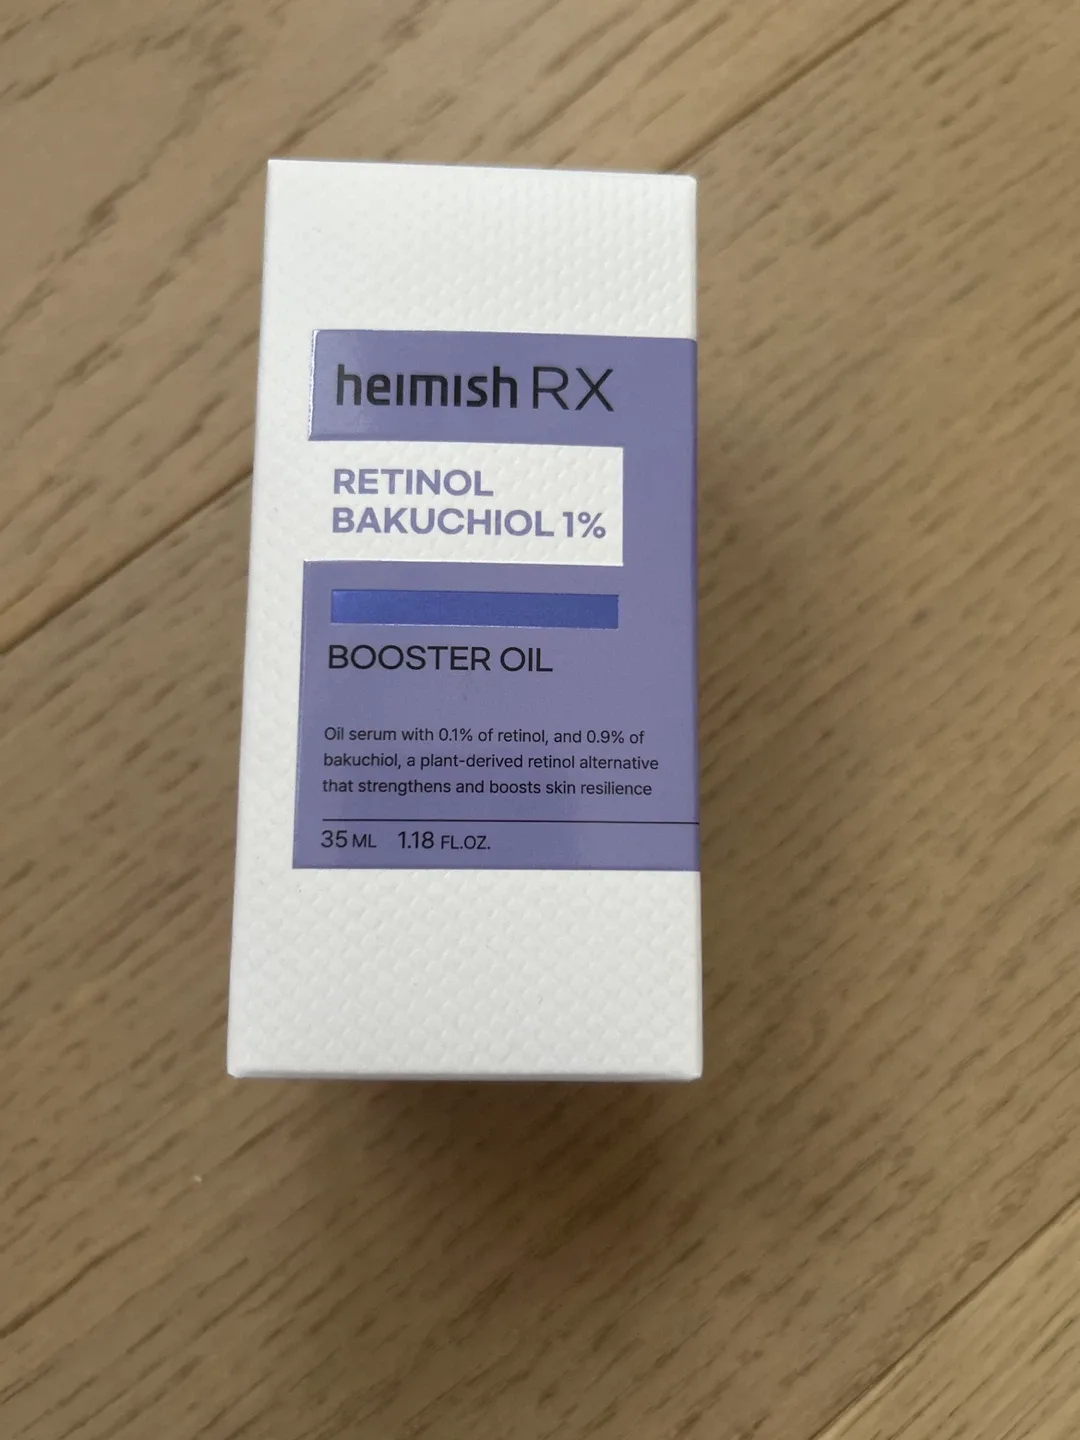 heimish RX
RETINOL
BAKUCHIOL 1%
BOOSTER OIL
Oil serum with 0.1% of retinol, and 0.9% of
bakuchiol, a plant-derived retinol alternative
that strengthens and boosts skin resilience
35 ML 1.18 FL.OZ.